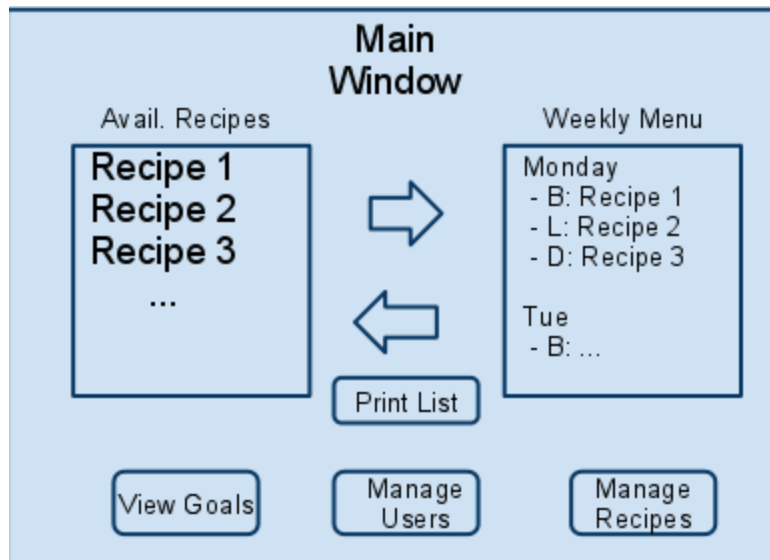 Main
Window
Avail. Recipes
Recipe 1
Recipe 2
Recipe 3
...
Weekly Menu
Monday
- B: Recipe 1
- L: Recipe 2
- D: Recipe 3
Tue
- B: ...
Print List
View Goals
Manage
Users
Manage
Recipes